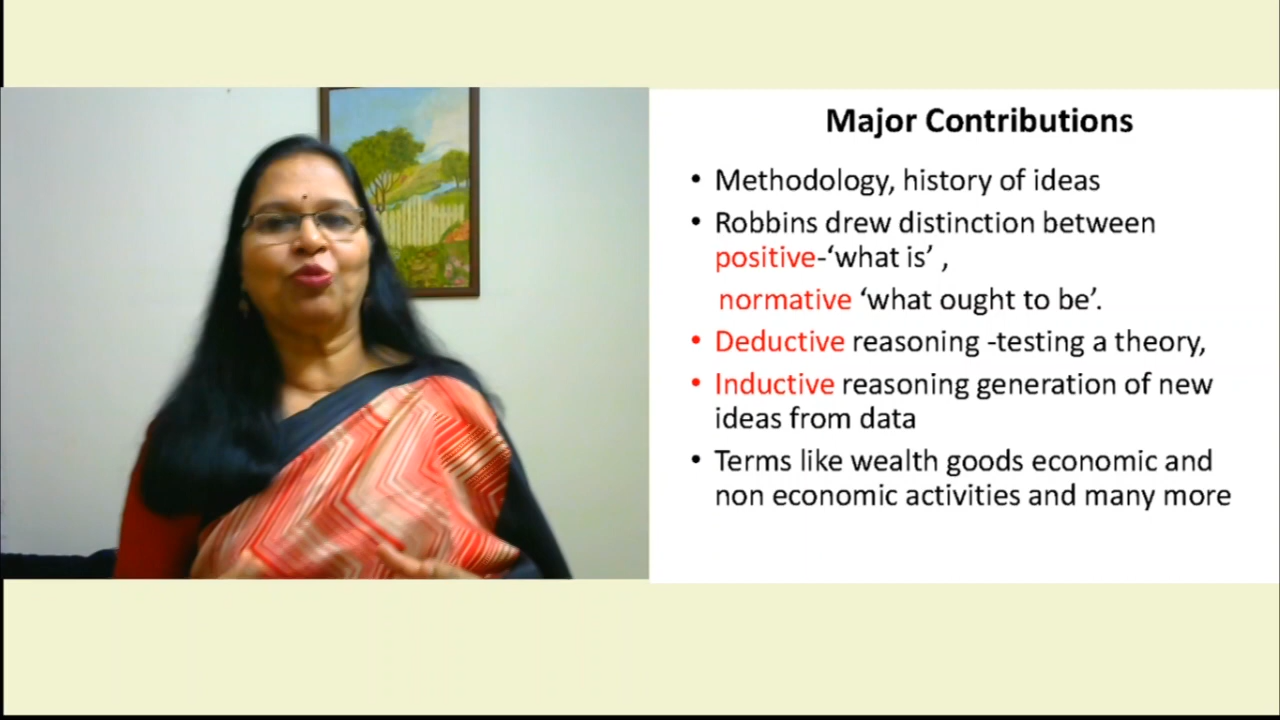 Major Contributions
• Methodology, history of ideas
• Robbins drew distinction between
positive-‘what is’ ,
normative ‘what ought to be’.
• Deductive reasoning -testing a theory,
• Inductive reasoning generation of new
ideas from data
• Terms like wealth goods economic and
non economic activities and many more